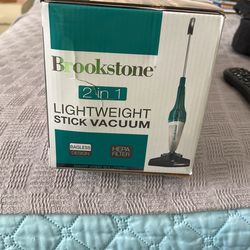 Brookstone
2 in 1
LIGHTWEIGHT
STICK VACUUM
BAGLESS
DESIGN
HEPA
FILTER